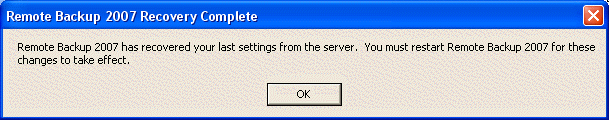 Remote Backup 2007 Recovery Complete
Remote Backup 2007 has recovered your last settings from the server.  You must restart Remote Backup 2007 for these
changes to take effect.
OK